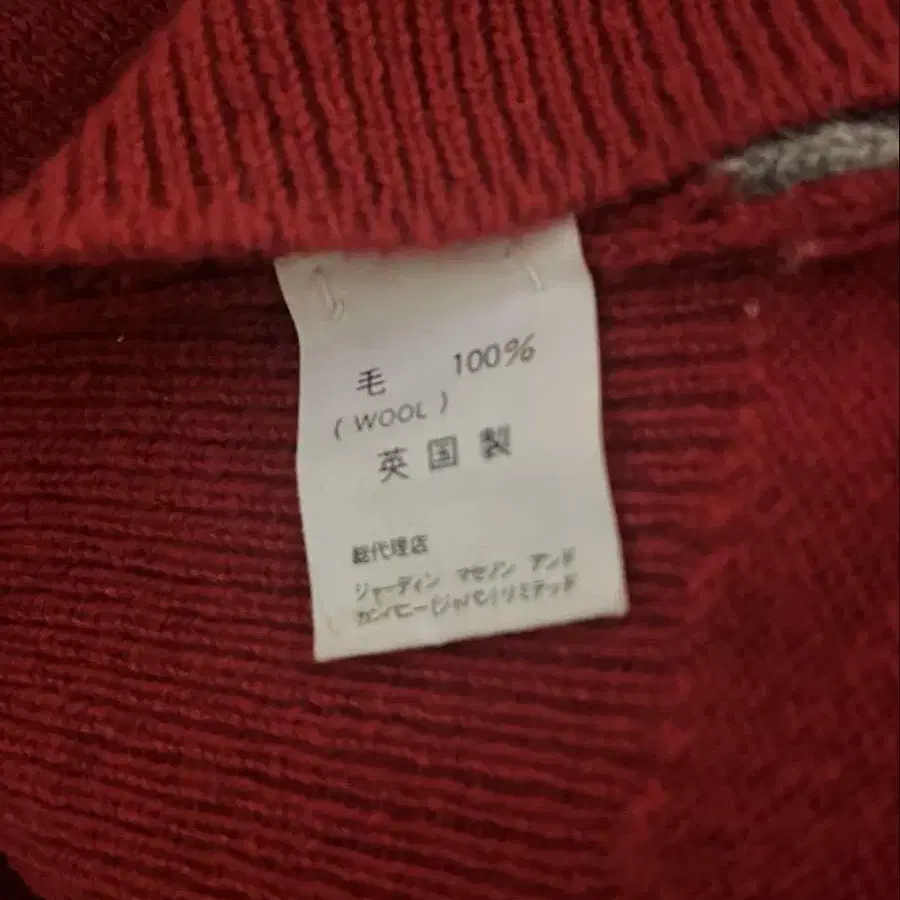 毛 100%
( WOOL )
英国製
総代理店
ジャーディン マセソン アンド
カンパニー(ジャパン)リミテッド